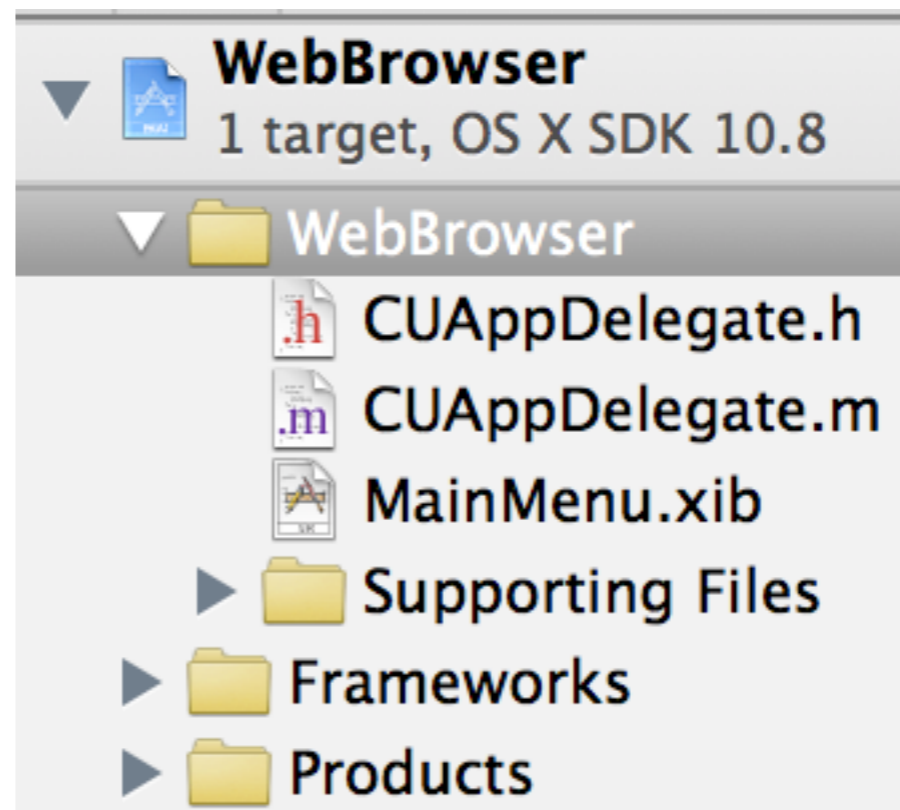 WebBrowser
1 target, OS X SDK 10.8
WebBrowser
.h CUAppDelegate.h
.m CUAppDelegate.m
MainMenu.xib
Supporting Files
Frameworks
Products